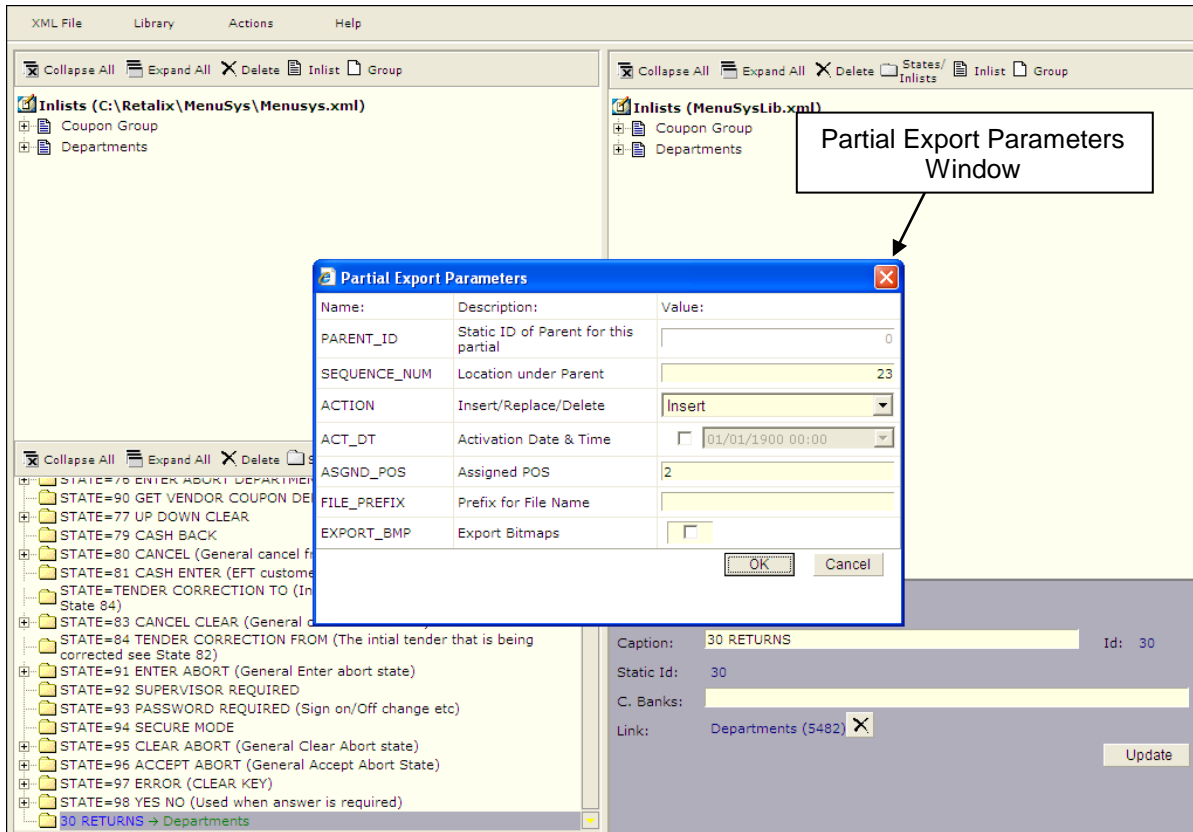 XML File Library Actions Help
Collapse All Expand All Delete Inlist Group
Inlists (C:\Retalix\MenuSys\Menusys.xml)
Coupon Group
Departments
Collapse All Expand All Delete States/ Inlists Inlist Group
Inlists (MenuSysLib.xml)
Coupon Group
Departments
Partial Export Parameters
Window
Partial Export Parameters
Name: Description: Value:
PARENT_ID Static ID of Parent for this partial 0
SEQUENCE_NUM Location under Parent 23
ACTION Insert/Replace/Delete Insert
ACT_DT Activation Date & Time 01/01/1900 00:00
ASGND_POS Assigned POS 2
FILE_PREFIX Prefix for File Name
EXPORT_BMP Export Bitmaps
OK Cancel
Collapse All Expand All Delete S
STATE=76 ENTER ABORT DEPARTMEN
STATE=90 GET VENDOR COUPON DE
STATE=77 UP DOWN CLEAR
STATE=79 CASH BACK
STATE=80 CANCEL (General cancel fr
STATE=81 CASH ENTER (EFT custome
STATE=TENDER CORRECTION TO (In
State 84)
STATE=83 CANCEL CLEAR (General c
STATE=84 TENDER CORRECTION FROM (The intial tender that is being
corrected see State 82)
STATE=91 ENTER ABORT (General Enter abort state)
STATE=92 SUPERVISOR REQUIRED
STATE=93 PASSWORD REQUIRED (Sign on/Off change etc)
STATE=94 SECURE MODE
STATE=95 CLEAR ABORT (General Clear Abort state)
STATE=96 ACCEPT ABORT (General Accept Abort State)
STATE=97 ERROR (CLEAR KEY)
STATE=98 YES NO (Used when answer is required)
30 RETURNS → Departments
Caption: 30 RETURNS Id: 30
Static Id: 30
C. Banks:
Link: Departments (5482)
Update